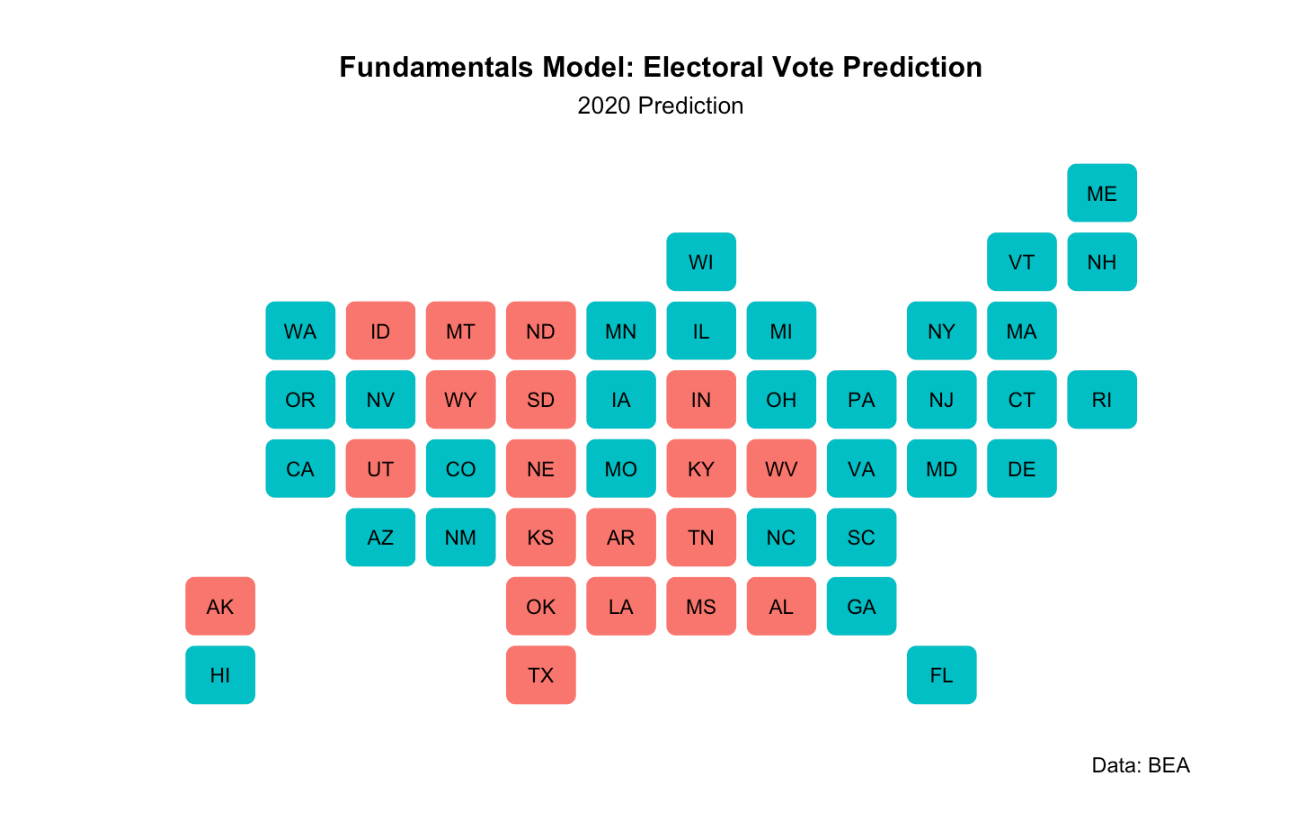 Fundamentals Model: Electoral Vote Prediction
2020 Prediction
ME
WI VT NH
WA ID MT ND MN IL MI NY MA
OR NV WY SD IA IN OH PA NJ CT RI
CA UT CO NE MO KY WV VA MD DE
AZ NM KS AR TN NC SC
AK OK LA MS AL GA
HI TX FL
Data: BEA